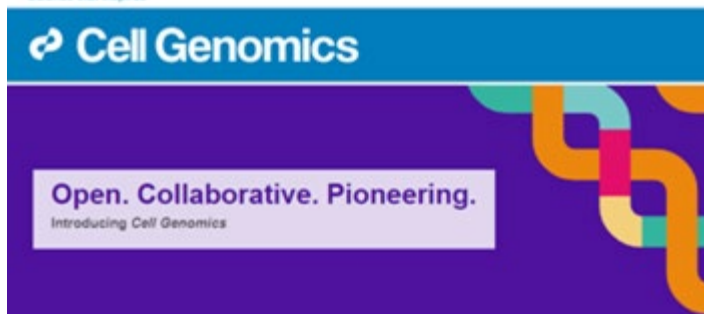 Cell Genomics
Open. Collaborative. Pioneering.
Introducing Cell Genomics